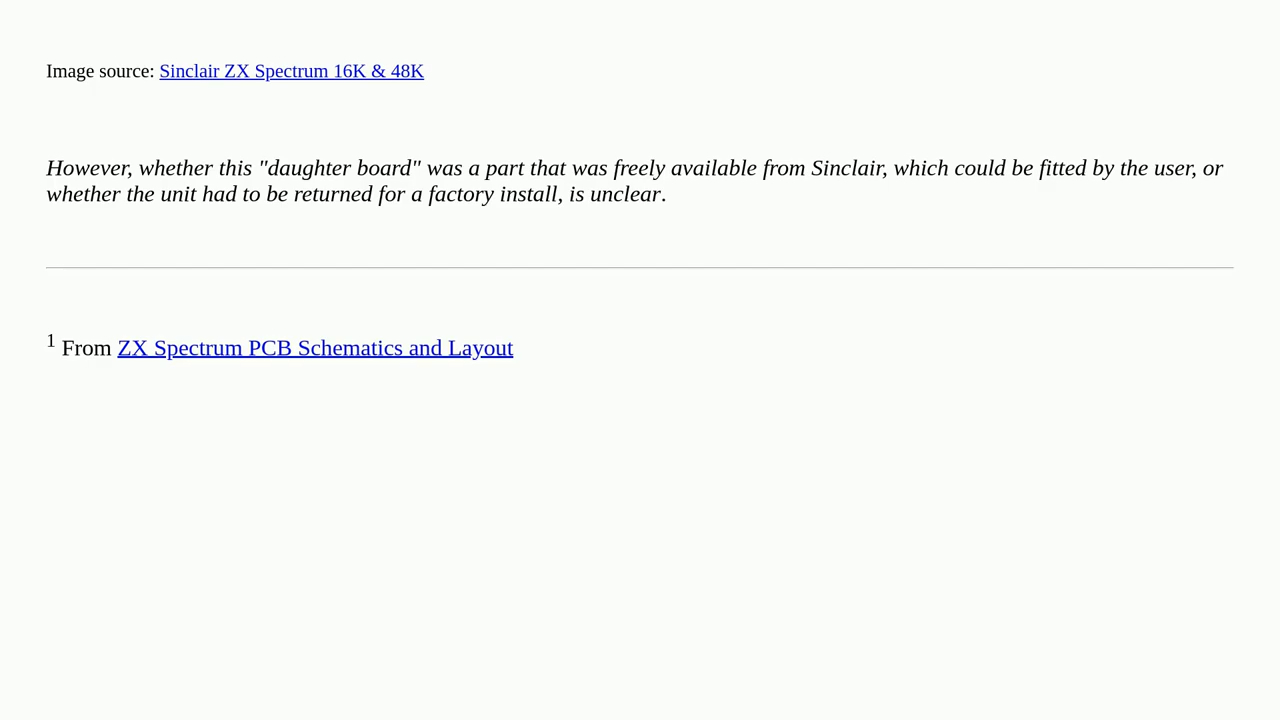 Image source: Sinclair ZX Spectrum 16K & 48K
However, whether this "daughter board" was a part that was freely available from Sinclair, which could be fitted by the user, or
whether the unit had to be returned for a factory install, is unclear.
1 From ZX Spectrum PCB Schematics and Layout